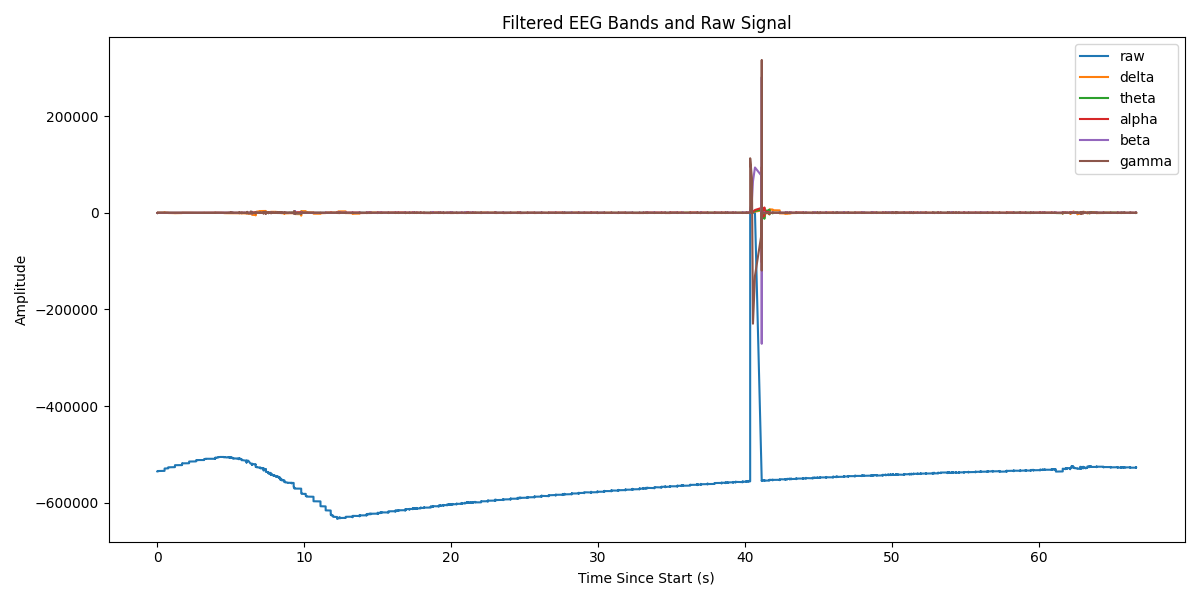 Filtered EEG Bands and Raw Signal
raw
delta
theta
alpha
beta
gamma
200000
0
−200000
−400000
−600000
Amplitude
0 10 20 30 40 50 60
Time Since Start (s)